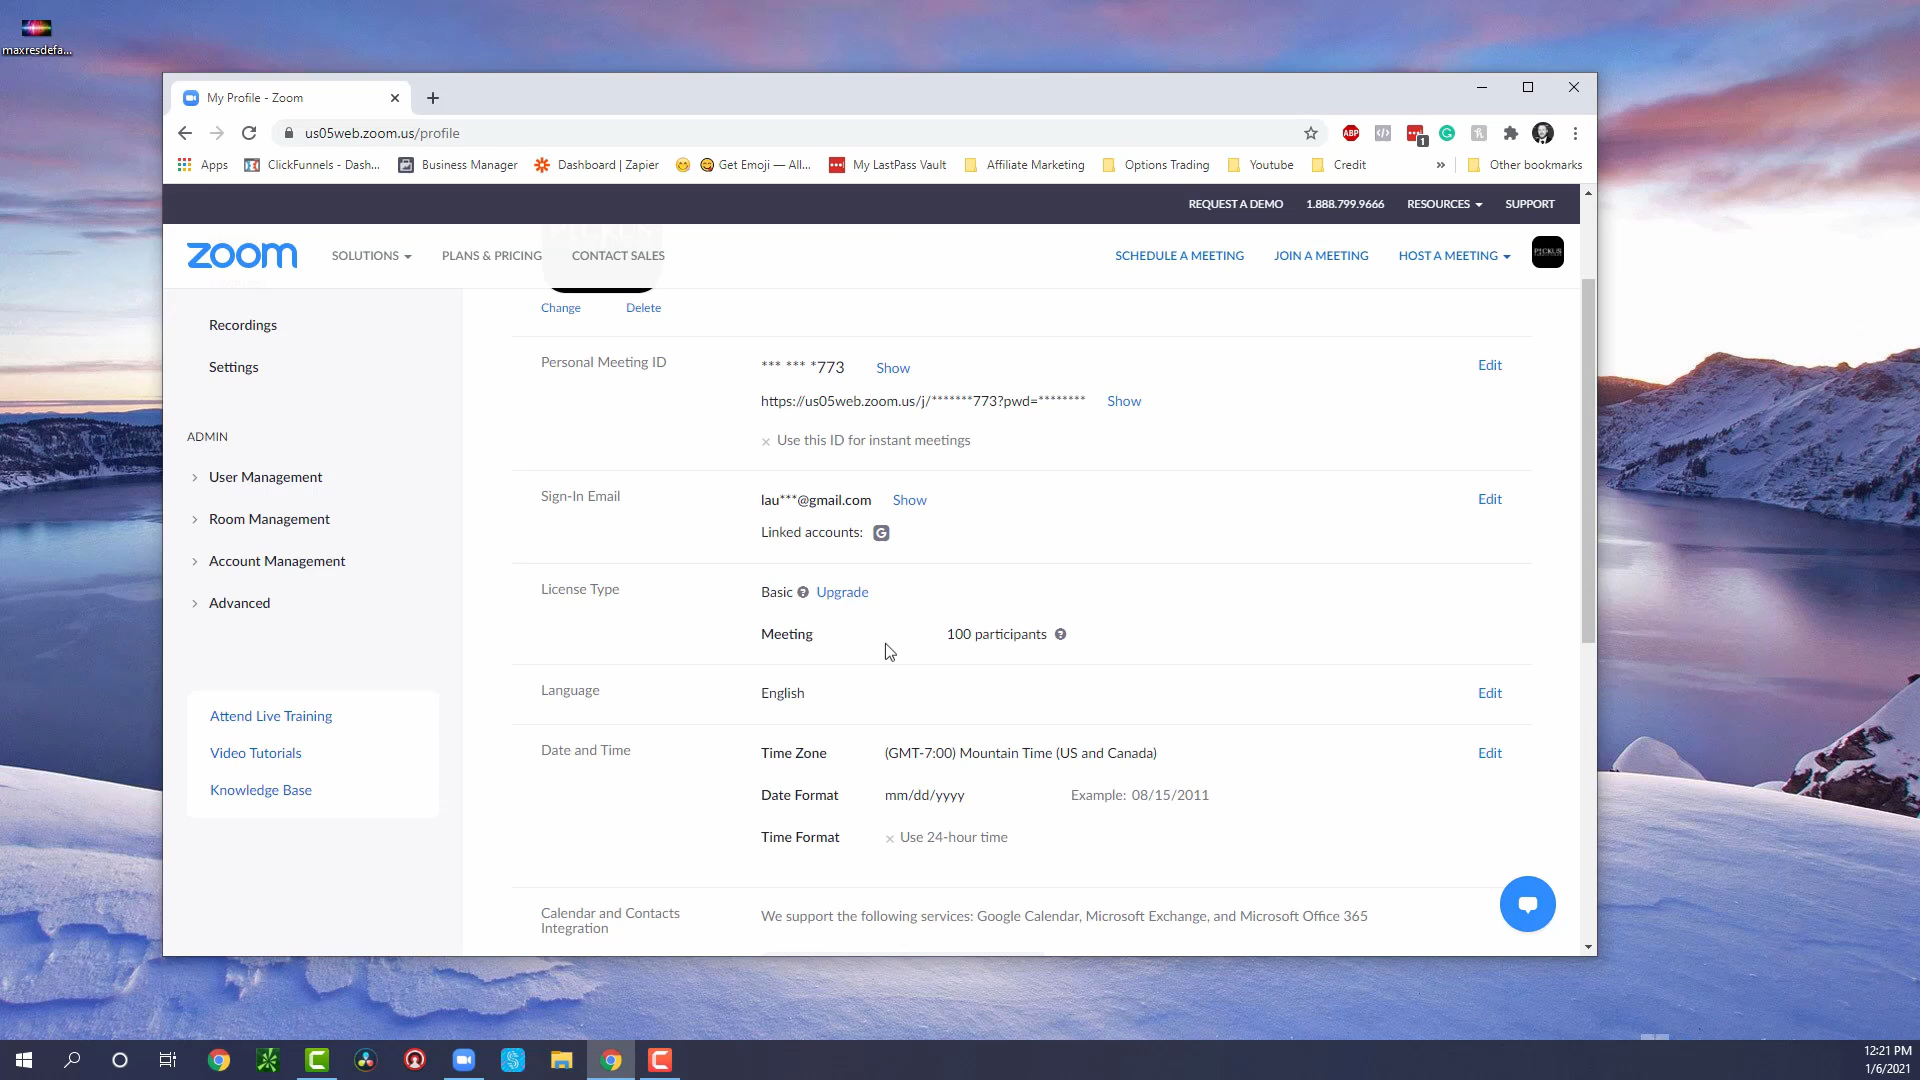 maxresdefa...
My Profile - Zoom
us05web.zoom.us/profile
ABP
1
Apps
ClickFunnels - Dash...
Business Manager
Dashboard | Zapier
Get Emoji — All...
My LastPass Vault
Affiliate Marketing
Options Trading
Youtube
Credit
»
Other bookmarks
REQUEST A DEMO
1.888.799.9666
RESOURCES
SUPPORT
zoom
SOLUTIONS
PLANS & PRICING
CONTACT SALES
SCHEDULE A MEETING
JOIN A MEETING
HOST A MEETING
Change
Delete
Recordings
Settings
ADMIN
User Management
Room Management
Account Management
Advanced
Attend Live Training
Video Tutorials
Knowledge Base
Personal Meeting ID
*** *** *773 Show
Edit
https://us05web.zoom.us/j/*******773?pwd=******** Show
× Use this ID for instant meetings
Sign-In Email
lau***@gmail.com Show
Edit
Linked accounts: G
License Type
Basic ? Upgrade
Meeting 100 participants ?
Language
English
Edit
Date and Time
Time Zone (GMT-7:00) Mountain Time (US and Canada)
Edit
Date Format mm/dd/yyyy Example: 08/15/2011
Time Format × Use 24-hour time
Calendar and Contacts
Integration
We support the following services: Google Calendar, Microsoft Exchange, and Microsoft Office 365
12:21 PM
1/6/2021